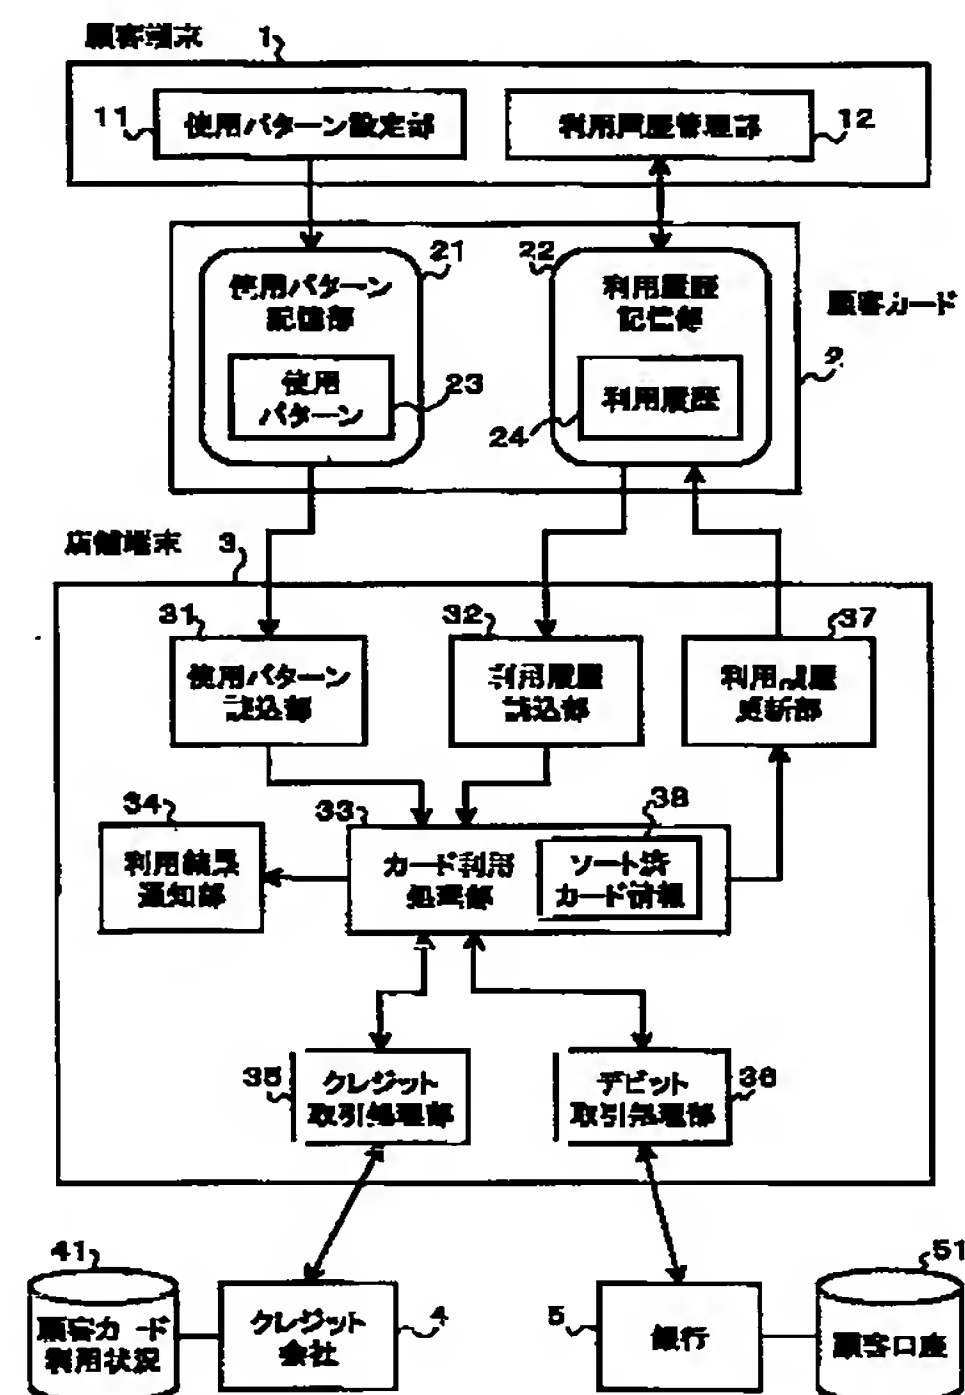 顧客端末 1
11 使用パターン設定部
利用履歴管理部 12
使用パターン
記憶部
21
22
利用履歴
記憶部
顧客カード
2
使用
パターン
23
24
利用履歴
店舗端末 3
31
使用パターン
読込部
32
利用履歴
読込部
37
利用履歴
更新部
34
利用結果
通知部
33
カード利用
処理部
38
ソート済
カード情報
35
クレジット
取引処理部
デビット
取引処理部
36
41
顧客カード
利用状況
クレジット
会社
4
5
銀行
51
顧客口座